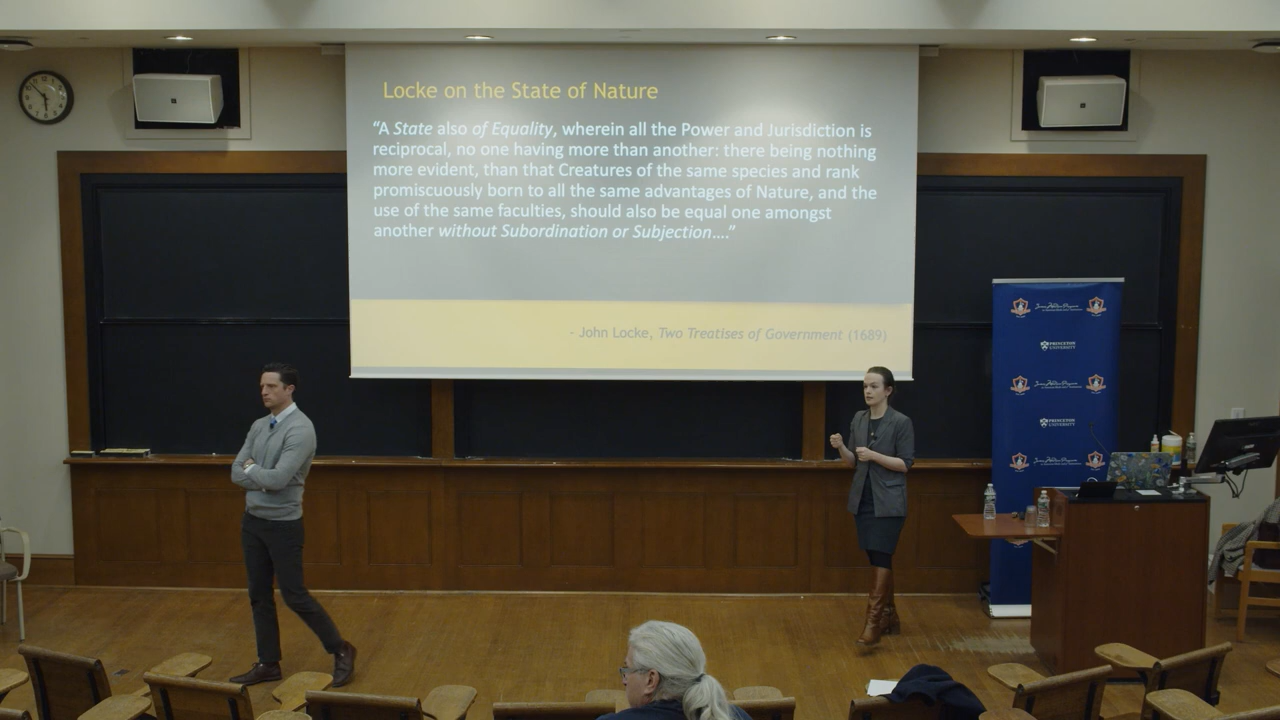 Locke on the State of Nature
“A State also of Equality, wherein all the Power and Jurisdiction is
reciprocal, no one having more than another: there being nothing
more evident, than that Creatures of the same species and rank
promiscuously born to all the same advantages of Nature, and the
use of the same faculties, should also be equal one amongst
another without Subordination or Subjection....”
- John Locke, Two Treatises of Government (1689)
PRINCETON
UNIVERSITY
PRINCETON
UNIVERSITY